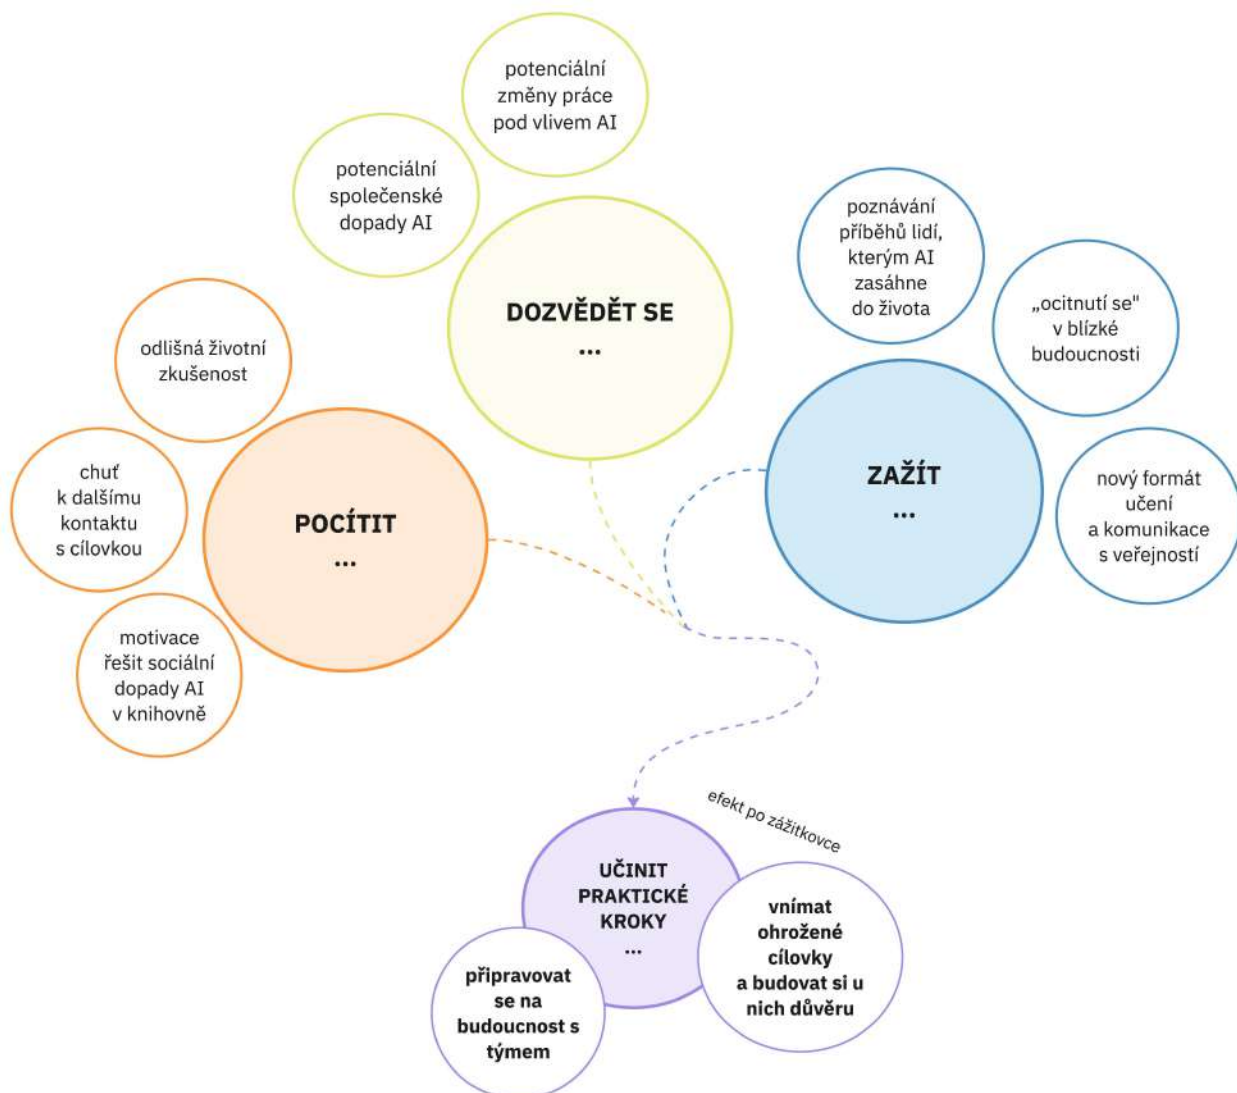 potenciální
změny práce
pod vlivem AI
potenciální
společenské
dopady AI
DOZVĚDĚT SE
...
poznávání
příběhů lidí,
kterým AI
zasáhne
do života
„ocitnutí se"
v blízké
budoucnosti
nový formát
učení
a komunikace
s veřejností
ZAŽÍT
...
odlišná životní
zkušenost
chuť
k dalšímu
kontaktu
s cílovkou
motivace
řešit sociální
dopady AI
v knihovně
POCÍTIT
...
efekt po zážitkovce
UČINIT
PRAKTICKÉ
KROKY
...
připravovat
se na
budoucnost s
týmem
vnímat
ohrožené
cílovky
a budovat si u
nich důvěru